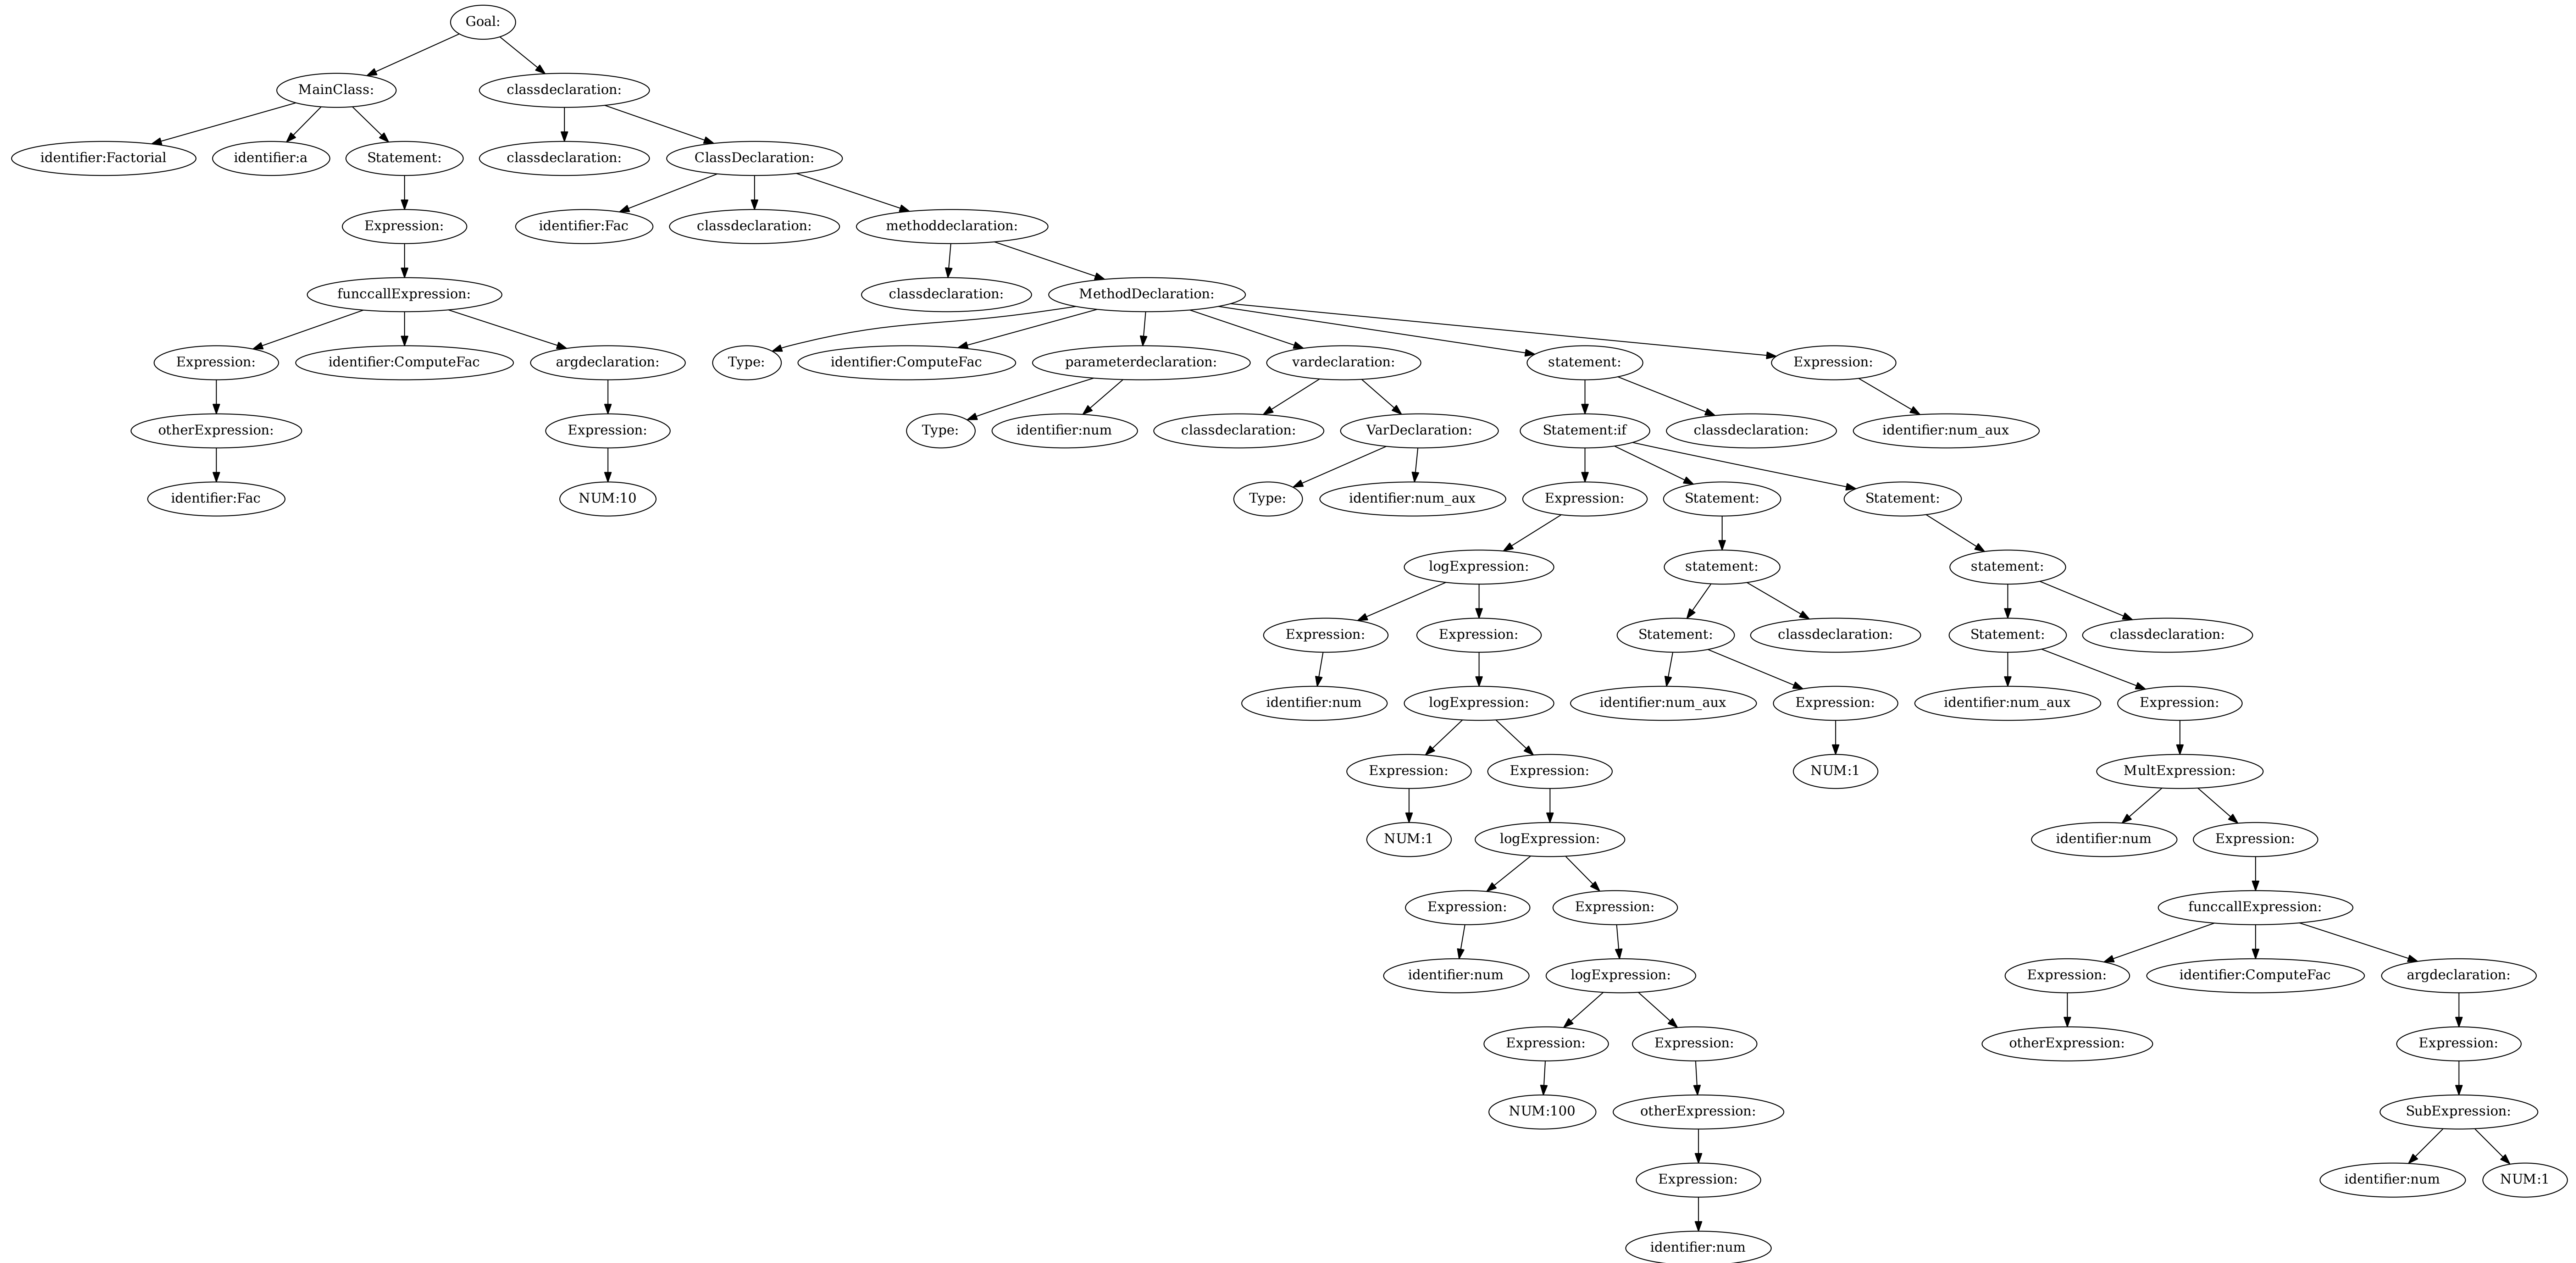 Goal:
MainClass:
classdeclaration:
identifier:Factorial
identifier:a
Statement:
classdeclaration:
ClassDeclaration:
Expression:
identifier:Fac
classdeclaration:
methoddeclaration:
funccallExpression:
classdeclaration:
MethodDeclaration:
Expression:
identifier:ComputeFac
argdeclaration:
Type:
identifier:ComputeFac
parameterdeclaration:
vardeclaration:
statement:
Expression:
otherExpression:
Expression:
Type:
identifier:num
classdeclaration:
VarDeclaration:
Statement:if
classdeclaration:
identifier:num_aux
identifier:Fac
NUM:10
Type:
identifier:num_aux
Expression:
Statement:
Statement:
logExpression:
statement:
statement:
Expression:
Expression:
Statement:
classdeclaration:
Statement:
classdeclaration:
identifier:num
logExpression:
identifier:num_aux
Expression:
identifier:num_aux
Expression:
Expression:
Expression:
NUM:1
MultExpression:
NUM:1
logExpression:
identifier:num
Expression:
Expression:
Expression:
funccallExpression:
identifier:num
logExpression:
Expression:
identifier:ComputeFac
argdeclaration:
Expression:
Expression:
otherExpression:
Expression:
NUM:100
otherExpression:
SubExpression:
Expression:
identifier:num
NUM:1
identifier:num